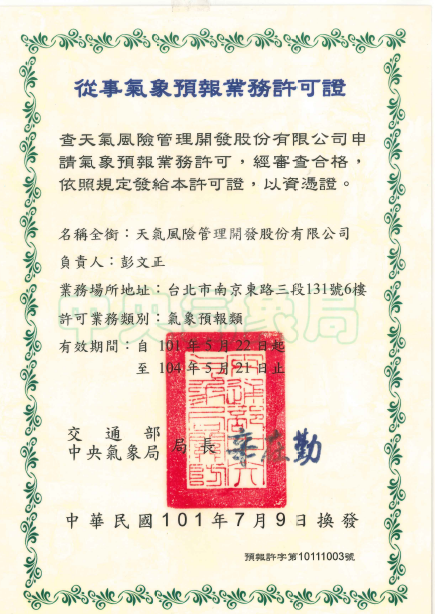 從事氣象預報業務許可證
查天氣風險管理開發股份有限公司申
請氣象預報業務許可，經審查合格，
依照規定發給本許可證，以資憑證。
名稱全銜：天氣風險管理開發股份有限公司
負責人：彭文正
業務場所地址：台北市南京東路三段131號6樓
許可業務類別：氣象預報類
中央氣象局
有效期間：自 101 年 5 月 22 日起
至 104 年 5 月 21 日止
交通部
中央氣象局 局長 辛在勤
中華民國101年7月9日換發
預報許字第10111003號